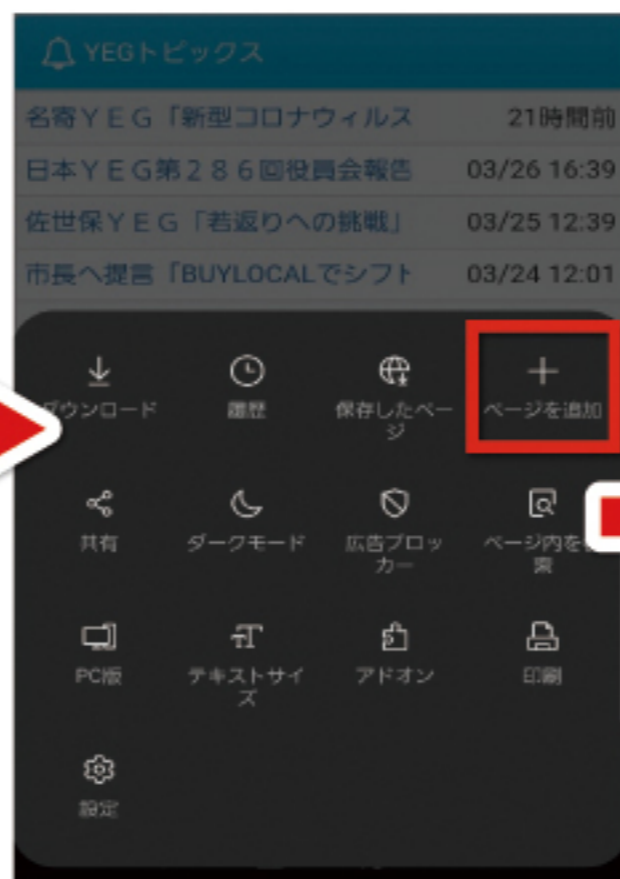 YEGトピックス
名寄ＹＥＧ「新型コロナウィルス 21時間前
日本ＹＥＧ第２８６回役員会報告 03/26 16:39
佐世保ＹＥＧ「若返りへの挑戦」 03/25 12:39
市長へ提言「BUYLOCALでシフト 03/24 12:01
ダウンロード 履歴 保存したペー ページを追加
ジ
共有 ダークモード 広告ブロッ ページ内を
カー 索
PC版 テキストサイ アドオン 印刷
ズ
設定